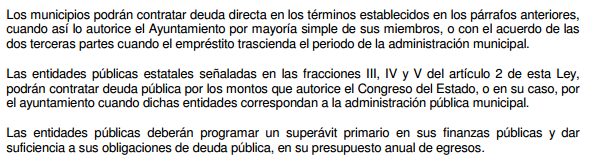 Los municipios podrán contratar deuda directa en los términos establecidos en los párrafos anteriores,
cuando así lo autorice el Ayuntamiento por mayoría simple de sus miembros, o con el acuerdo de las
dos terceras partes cuando el empréstito trascienda el periodo de la administración municipal.
Las entidades públicas estatales señaladas en las fracciones III, IV y V del artículo 2 de esta Ley,
podrán contratar deuda pública por los montos que autorice el Congreso del Estado, o en su caso, por
el ayuntamiento cuando dichas entidades correspondan a la administración pública municipal.
Las entidades públicas deberán programar un superávit primario en sus finanzas públicas y dar
suficiencia a sus obligaciones de deuda pública, en su presupuesto anual de egresos.